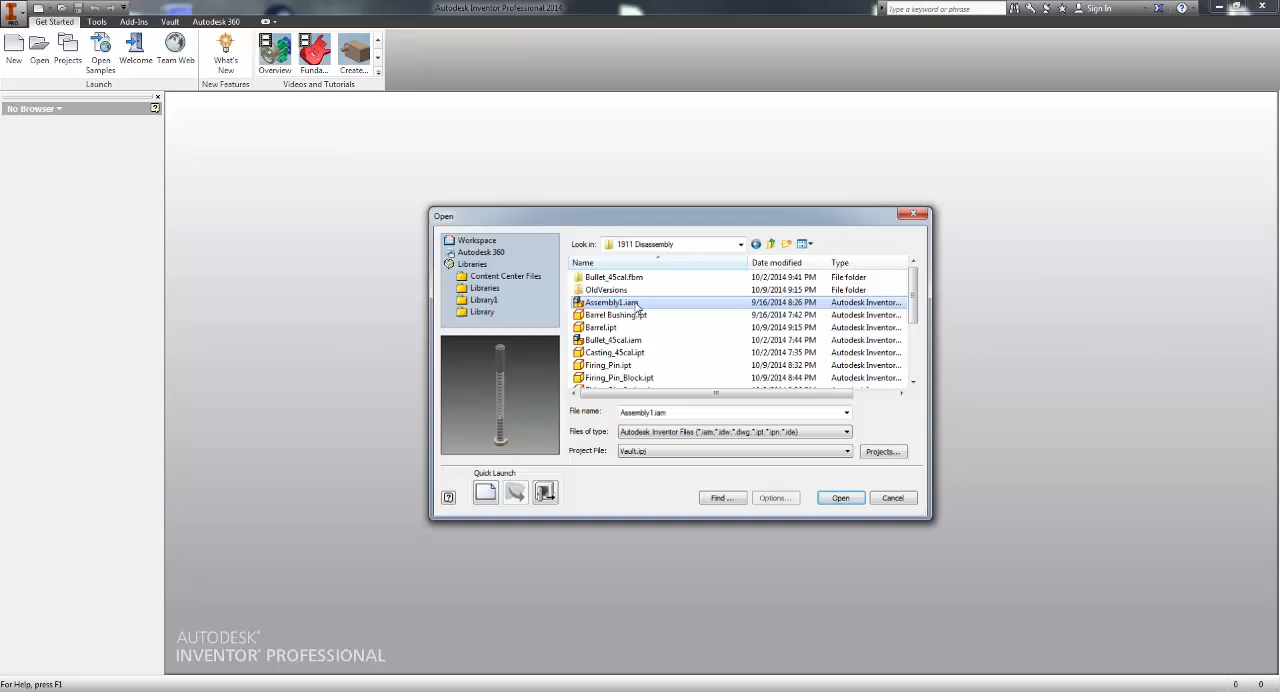 Autodesk Inventor Professional 2014
Type a keyword or phrase
Sign In
PRO
Get Started Tools Add-Ins Vault Autodesk 360
New Open Projects Open Samples Welcome Team Web What's New Overview Funda... Create...
Launch New Features Videos and Tutorials
No Browser
Open
Workspace
Autodesk 360
Libraries
Content Center Files
Libraries
Library1
Library
Look in: 1911 Disassembly
Name Date modified Type
Bullet_45cal.fbm 10/2/2014 9:41 PM File folder
OldVersions 10/9/2014 9:15 PM File folder
Assembly1.iam 9/16/2014 8:26 PM Autodesk Inventor...
Barrel Bushing.ipt 9/16/2014 7:42 PM Autodesk Inventor...
Barrel.ipt 10/9/2014 9:15 PM Autodesk Inventor...
Bullet_45cal.iam 10/2/2014 7:44 PM Autodesk Inventor...
Casting_45cal.ipt 10/2/2014 7:35 PM Autodesk Inventor...
Firing_Pin.ipt 10/9/2014 8:32 PM Autodesk Inventor...
Firing_Pin_Block.ipt 10/9/2014 8:44 PM Autodesk Inventor...
File name: Assembly1.iam
Files of type: Autodesk Inventor Files (*.iam;*.idw;*.dwg;*.ipt;*.ipn;*.ide)
Project File: Vault.ipj Projects...
Quick Launch
Find ... Options... Open Cancel
AUTODESK®
INVENTOR® PROFESSIONAL
For Help, press F1 0 0